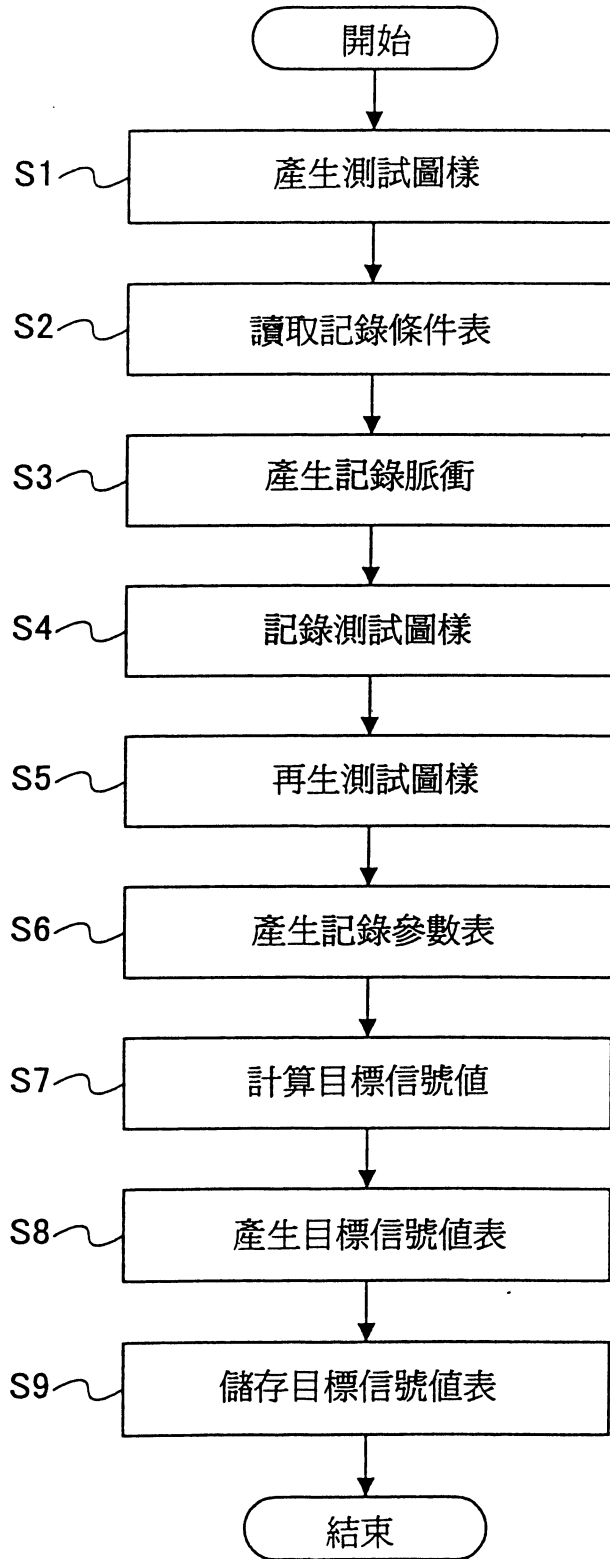 開始
S1 產生測試圖樣
S2 讀取記錄條件表
S3 產生記錄脈衝
S4 記錄測試圖樣
S5 再生測試圖樣
S6 產生記錄參數表
S7 計算目標信號值
S8 產生目標信號值表
S9 儲存目標信號值表
結束